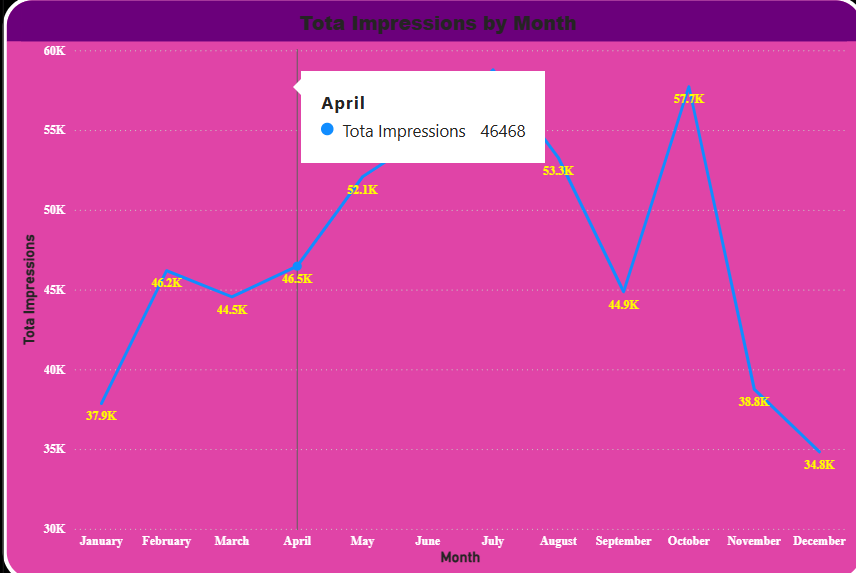 Tota Impressions by Month
60K
55K
50K
45K
40K
35K
30K
Tota Impressions
April
Tota Impressions 46468
37.9K
46.2K
44.5K
46.5K
52.1K
53.3K
44.9K
57.7K
38.8K
34.8K
January February March April May June July August September October November December
Month